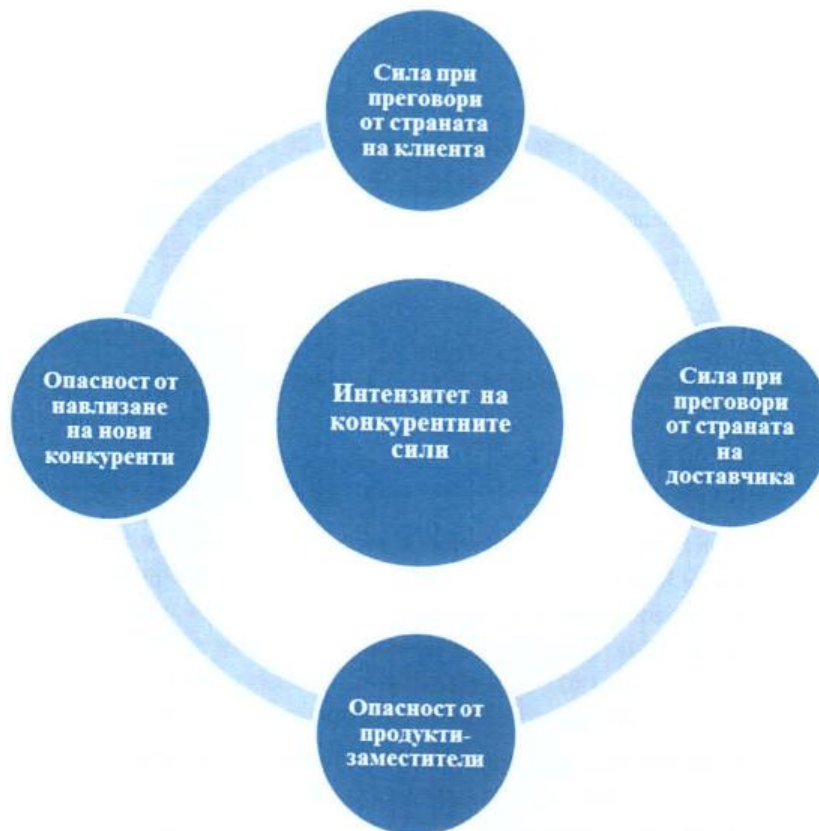 Сила при
преговори
от страната
на клиента
Опасност от
навлизане
на нови
конкуренти
Интензитет на
конкурентните
сили
Сила при
преговори
от страната
на
доставчика
Опасност от
продукти-
заместители